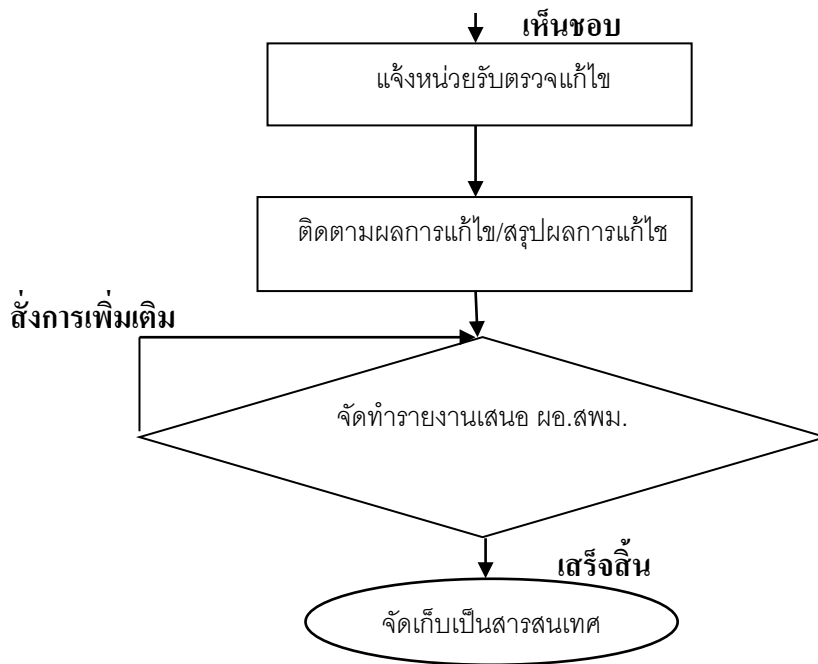 เห็นชอบ
แจ้งหน่วยรับตรวจแก้ไข
ติดตามผลการแก้ไข/สรุปผลการแก้ไช
สั่งการเพิ่มเติม
จัดทำรายงานเสนอ ผอ.สพม.
เสร็จสิ้น
จัดเก็บเป็นสารสนเทศ